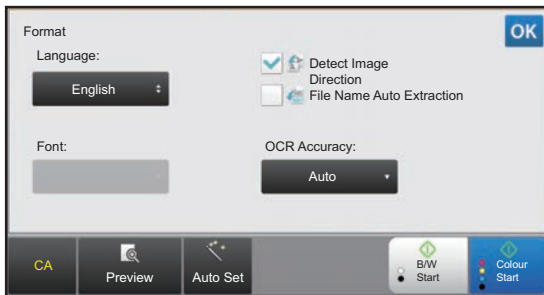 Format
OK
Language:
English
Detect Image
Direction
File Name Auto Extraction
Font:
OCR Accuracy:
Auto
CA
Preview
Auto Set
B/W
Start
Colour
Start